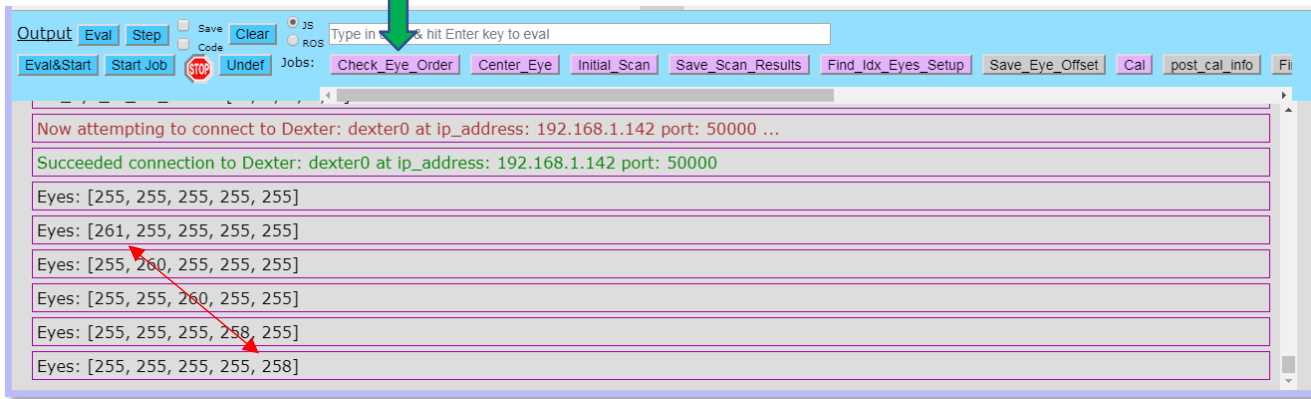 Output Eval Step Save Code Clear JS ROS Type in & hit Enter key to eval
Eval&Start Start Job STOP Undef Jobs: Check_Eye_Order Center_Eye Initial_Scan Save_Scan_Results Find_Idx_Eyes_Setup Save_Eye_Offset Cal post_cal_info
Now attempting to connect to Dexter: dexter0 at ip_address: 192.168.1.142 port: 50000 ...
Succeeded connection to Dexter: dexter0 at ip_address: 192.168.1.142 port: 50000
Eyes: [255, 255, 255, 255, 255]
Eyes: [261, 255, 255, 255, 255]
Eyes: [255, 260, 255, 255, 255]
Eyes: [255, 255, 260, 255, 255]
Eyes: [255, 255, 255, 258, 255]
Eyes: [255, 255, 255, 255, 258]